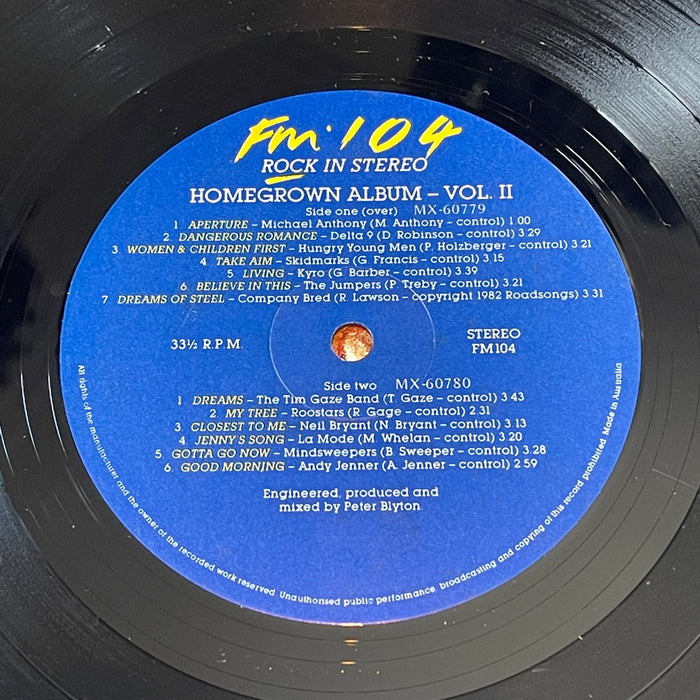 Fm·104
ROCK IN STEREO
HOMEGROWN ALBUM – VOL. II
Side one (over) MX-60779
1. APERTURE – Michael Anthony (M. Anthony – control) 1.00
2. DANGEROUS ROMANCE – Delta 9 (D. Robinson – control) 3.29
3. WOMEN & CHILDREN FIRST – Hungry Young Men (P. Holzberger – control) 3.21
4. TAKE AIM – Skidmarks (G. Francis – control) 3.15
5. LIVING – Kyro (G. Barber – control) 3.39
6. BELIEVE IN THIS – The Jumpers (P. Treby – control) 3.21
7. DREAMS OF STEEL – Company Bred (R. Lawson – copyright 1982 Roadsongs) 3.31
33⅓ R.P.M.
STEREO
FM104
Side two MX-60780
1. DREAMS – The Tim Gaze Band (T. Gaze – control) 3.43
2. MY TREE – Roostars (R. Gage – control) 2.31
3. CLOSEST TO ME – Neil Bryant (N. Bryant – control) 3.13
4. JENNY'S SONG – La Mode (M. Whelan – control) 3.20
5. GOTTA GO NOW – Mindsweepers (B. Sweeper – control) 3.28
6. GOOD MORNING – Andy Jenner (A. Jenner – control) 2.59
Engineered, produced and
mixed by Peter Blyton.
All rights of the manufacturer and the owner of the recorded work reserved. Unauthorised public performance, broadcasting and copying of this record prohibited. Made in Australia